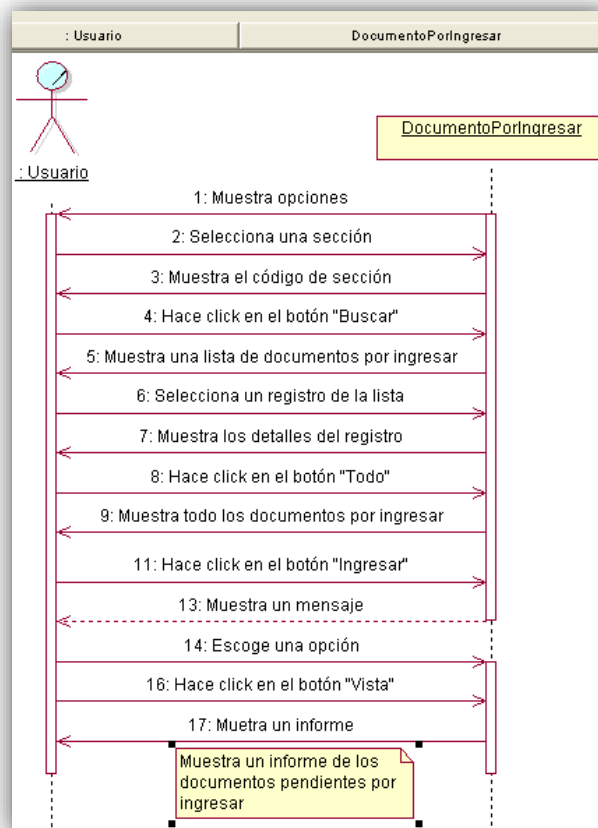 : Usuario
DocumentoPorIngresar
DocumentoPorIngresar
: Usuario
1: Muestra opciones
2: Selecciona una sección
3: Muestra el código de sección
4: Hace click en el botón "Buscar"
5: Muestra una lista de documentos por ingresar
6: Selecciona un registro de la lista
7: Muestra los detalles del registro
8: Hace click en el botón "Todo"
9: Muestra todo los documentos por ingresar
11: Hace click en el botón "Ingresar"
13: Muestra un mensaje
14: Escoge una opción
16: Hace click en el botón "Vista"
17: Muetra un informe
Muestra un informe de los
documentos pendientes por
ingresar